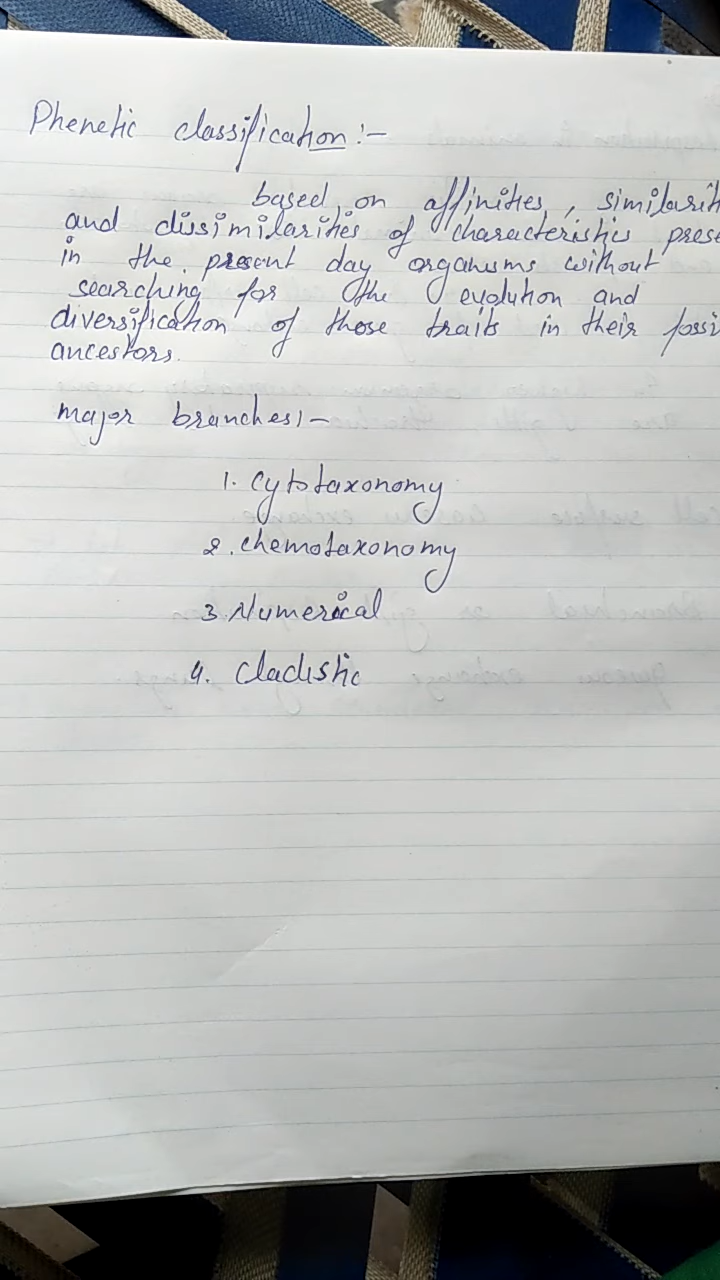 Phenetic classification :-
based on affinities, similarit
and dissimilarities of characteristics prese
in the present day organisms without
searching for the evolution and
diversification of those traits in their fossi
ancestors.
major branches :-
1. Cytotaxonomy
2. chemotaxonomy
3. Numerical
4. Cladistic